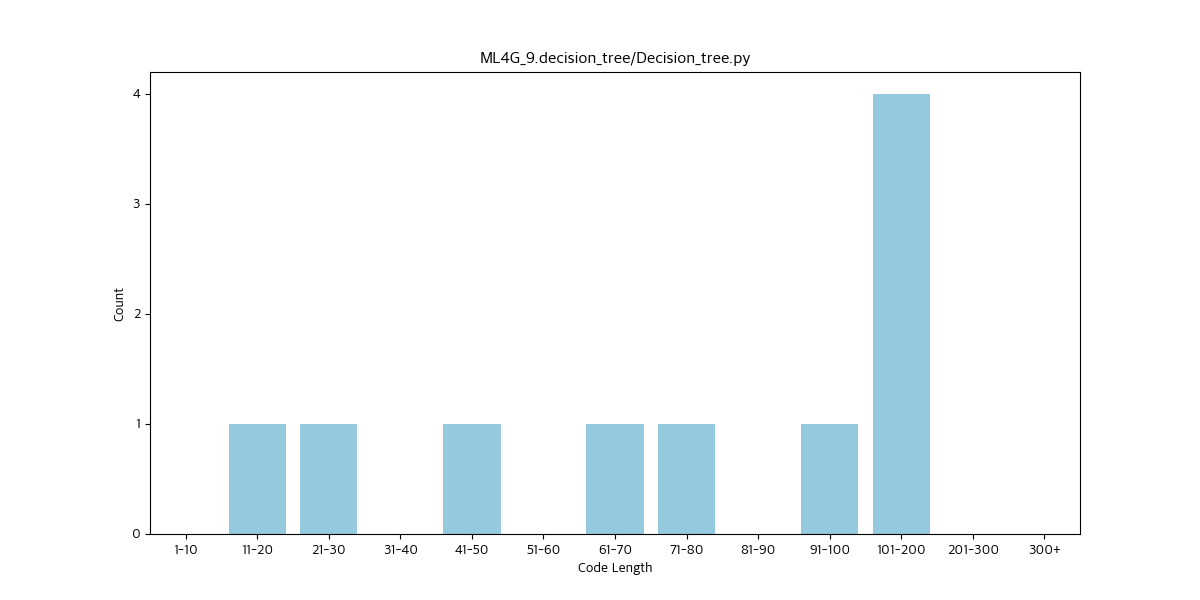 ML4G_9.decision_tree/Decision_tree.py
4
3
2
1
0
Count
1-10 11-20 21-30 31-40 41-50 51-60 61-70 71-80 81-90 91-100 101-200 201-300 300+
Code Length